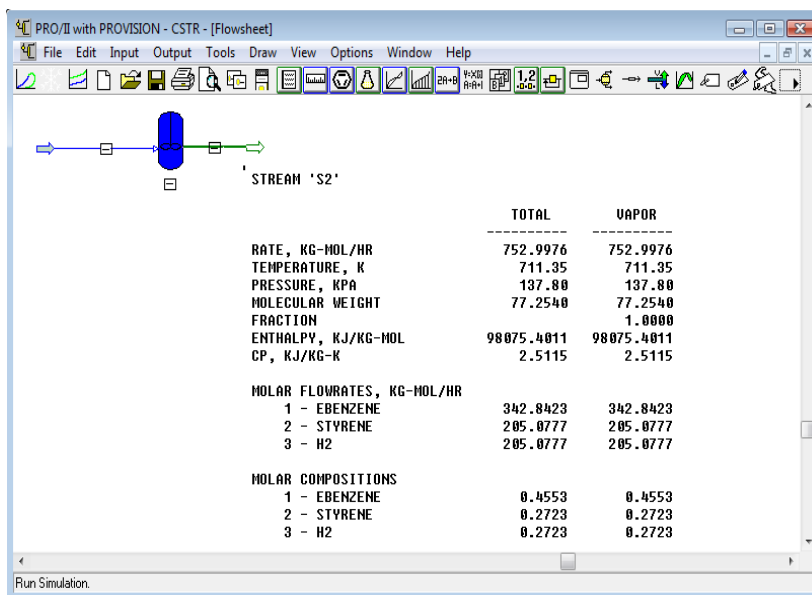 PRO/II with PROVISION - CSTR - [Flowsheet]
File Edit Input Output Tools Draw View Options Window Help
STREAM 'S2'
TOTAL VAPOR
---------- ----------
RATE, KG-MOL/HR 752.9976 752.9976
TEMPERATURE, K 711.35 711.35
PRESSURE, KPA 137.80 137.80
MOLECULAR WEIGHT 77.2540 77.2540
FRACTION 1.0000
ENTHALPY, KJ/KG-MOL 98075.4011 98075.4011
CP, KJ/KG-K 2.5115 2.5115
MOLAR FLOWRATES, KG-MOL/HR
1 - EBENZENE 342.8423 342.8423
2 - STYRENE 205.0777 205.0777
3 - H2 205.0777 205.0777
MOLAR COMPOSITIONS
1 - EBENZENE 0.4553 0.4553
2 - STYRENE 0.2723 0.2723
3 - H2 0.2723 0.2723
Run Simulation.